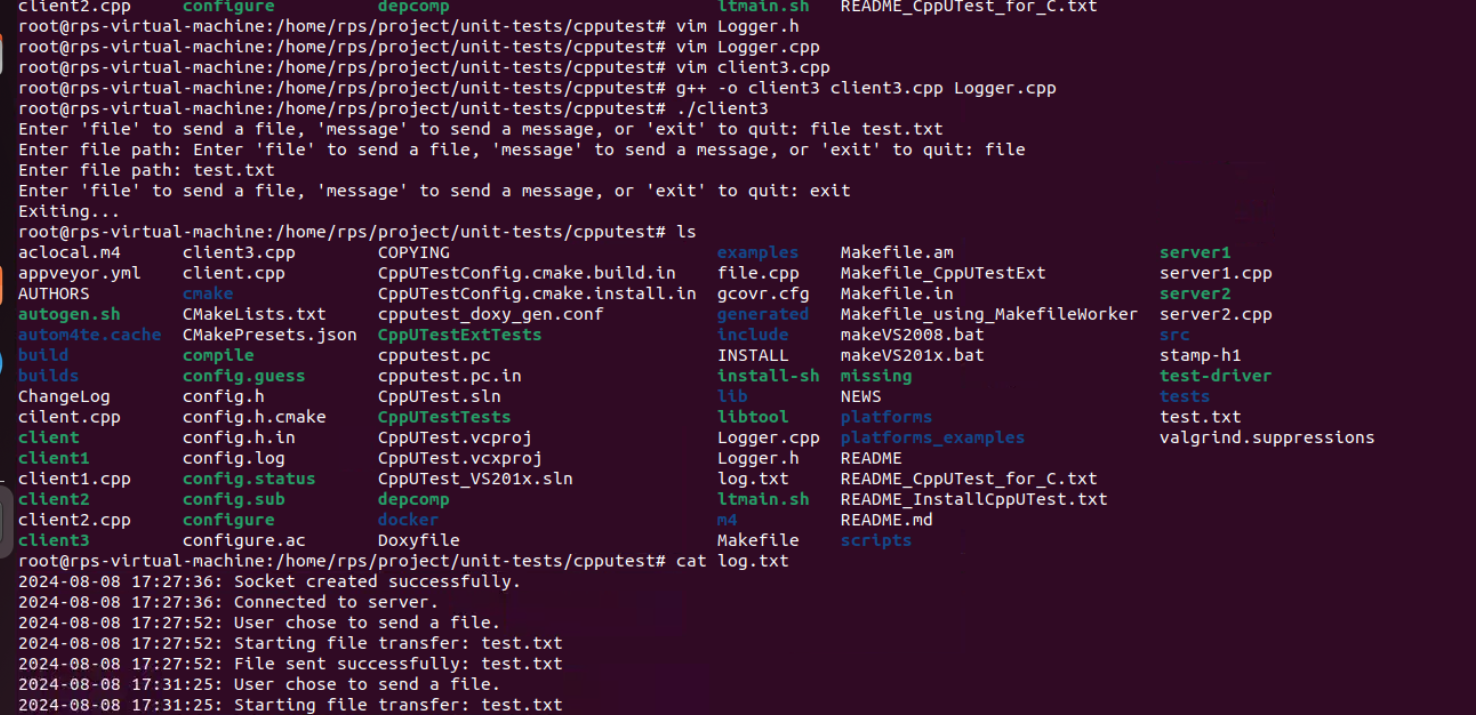 client2.cpp configure depcomp ltmain.sh README_CppUTest_for_C.txt
root@rps-virtual-machine:/home/rps/project/unit-tests/cpputest# vim Logger.h
root@rps-virtual-machine:/home/rps/project/unit-tests/cpputest# vim Logger.cpp
root@rps-virtual-machine:/home/rps/project/unit-tests/cpputest# vim client3.cpp
root@rps-virtual-machine:/home/rps/project/unit-tests/cpputest# g++ -o client3 client3.cpp Logger.cpp
root@rps-virtual-machine:/home/rps/project/unit-tests/cpputest# ./client3
Enter 'file' to send a file, 'message' to send a message, or 'exit' to quit: file test.txt
Enter file path: Enter 'file' to send a file, 'message' to send a message, or 'exit' to quit: file
Enter file path: test.txt
Enter 'file' to send a file, 'message' to send a message, or 'exit' to quit: exit
Exiting...
root@rps-virtual-machine:/home/rps/project/unit-tests/cpputest# ls
aclocal.m4 client3.cpp COPYING examples Makefile.am server1
appveyor.yml client.cpp CppUTestConfig.cmake.build.in file.cpp Makefile_CppUTestExt server1.cpp
AUTHORS cmake CppUTestConfig.cmake.install.in gcovr.cfg Makefile.in server2
autogen.sh CMakeLists.txt cpputest_doxy_gen.conf generated Makefile_using_MakefileWorker server2.cpp
autom4te.cache CMakePresets.json CppUTestExtTests include makeVS2008.bat src
build compile cpputest.pc INSTALL makeVS201x.bat stamp-h1
builds config.guess cpputest.pc.in install-sh missing test-driver
ChangeLog config.h CppUTest.sln lib NEWS tests
cilent.cpp config.h.cmake CppUTestTests libtool platforms test.txt
client config.h.in CppUTest.vcproj Logger.cpp platforms_examples valgrind.suppressions
client1 config.log CppUTest.vcxproj Logger.h README
client1.cpp config.status CppUTest_VS201x.sln log.txt README_CppUTest_for_C.txt
client2 config.sub depcomp ltmain.sh README_InstallCppUTest.txt
client2.cpp configure docker m4 README.md
client3 configure.ac Doxyfile Makefile scripts
root@rps-virtual-machine:/home/rps/project/unit-tests/cpputest# cat log.txt
2024-08-08 17:27:36: Socket created successfully.
2024-08-08 17:27:36: Connected to server.
2024-08-08 17:27:52: User chose to send a file.
2024-08-08 17:27:52: Starting file transfer: test.txt
2024-08-08 17:27:52: File sent successfully: test.txt
2024-08-08 17:31:25: User chose to send a file.
2024-08-08 17:31:25: Starting file transfer: test.txt